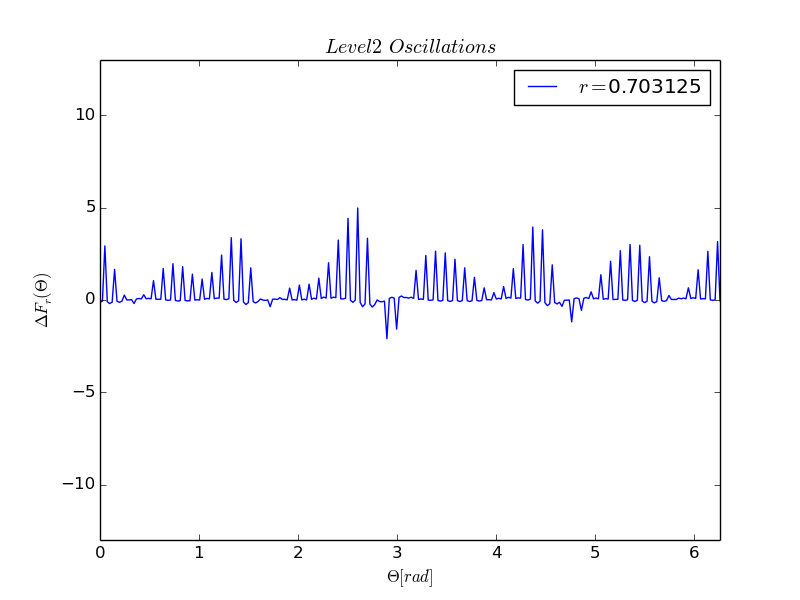 Level2 Oscillations
r=0.703125
10
5
0
−5
−10
ΔF_r(Θ)
0 1 2 3 4 5 6
Θ[rad]